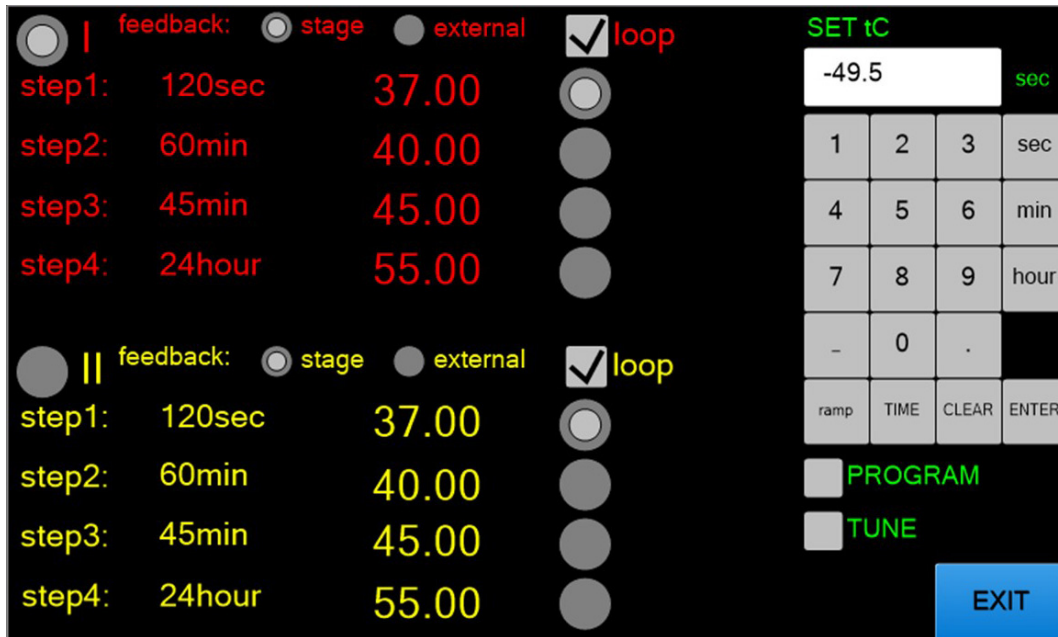 I feedback: stage external loop
step1: 120sec 37.00
step2: 60min 40.00
step3: 45min 45.00
step4: 24hour 55.00
II feedback: stage external loop
step1: 120sec 37.00
step2: 60min 40.00
step3: 45min 45.00
step4: 24hour 55.00
SET tC
-49.5 sec
1 2 3 sec
4 5 6 min
7 8 9 hour
- 0 .
ramp TIME CLEAR ENTER
PROGRAM
TUNE
EXIT